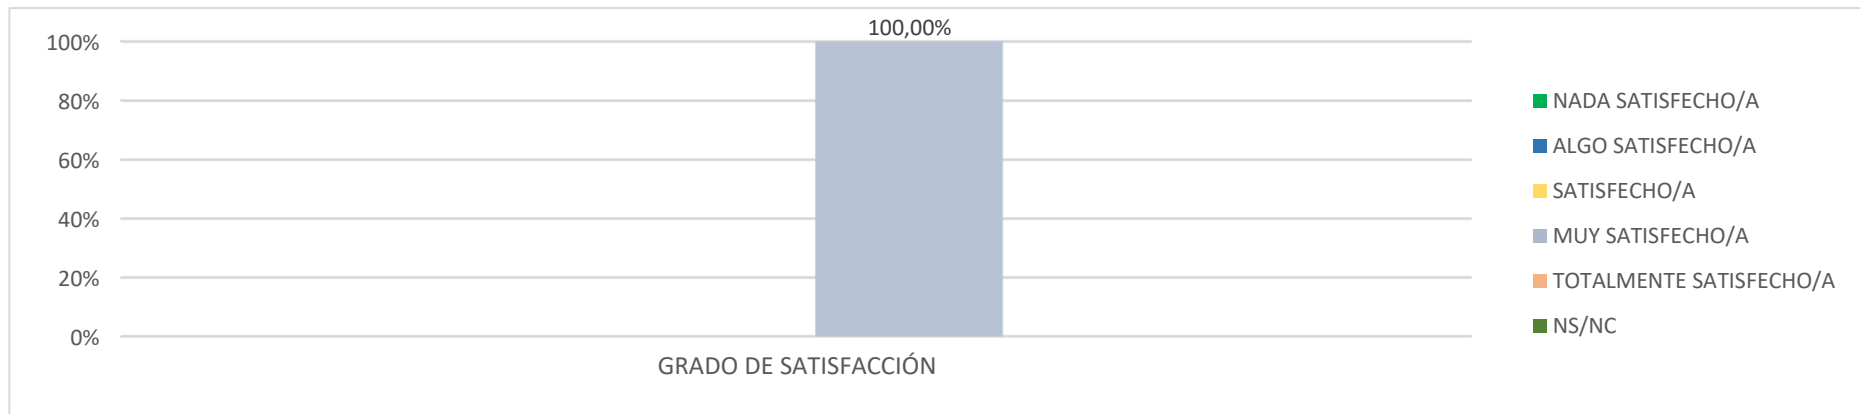 100,00%
100%
80%
60%
40%
20%
0%
GRADO DE SATISFACCIÓN
NADA SATISFECHO/A
ALGO SATISFECHO/A
SATISFECHO/A
MUY SATISFECHO/A
TOTALMENTE SATISFECHO/A
NS/NC